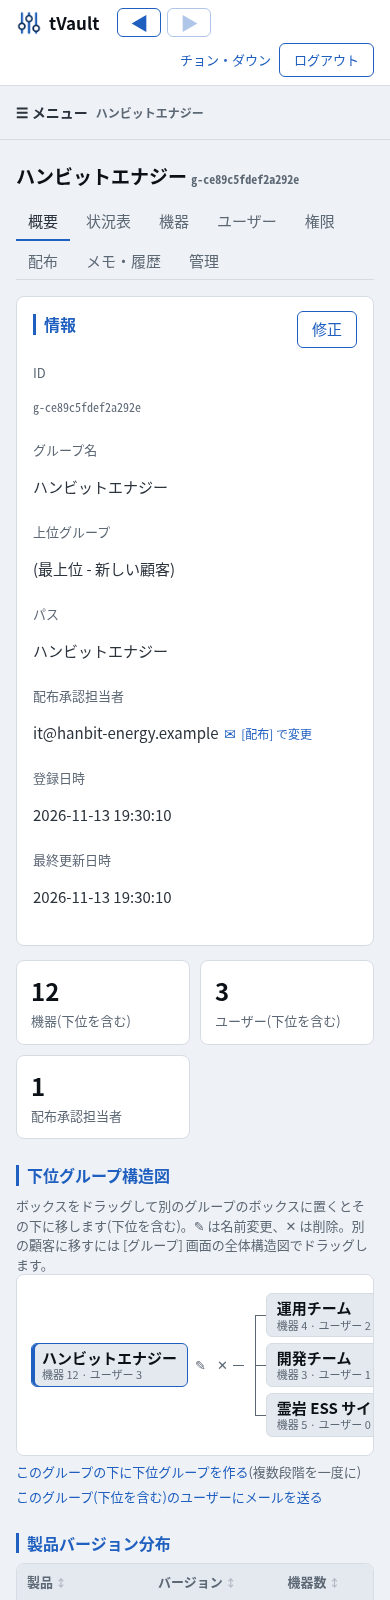 tVault ◀ ▶
チョン・ダウン ログアウト
☰ メニュー ハンビットエナジー
ハンビットエナジー g-ce89c5fdef2a292e
概要 状況表 機器 ユーザー 権限
配布 メモ・履歴 管理
情報 修正
ID
g-ce89c5fdef2a292e
グループ名
ハンビットエナジー
上位グループ
(最上位 - 新しい顧客)
パス
ハンビットエナジー
配布承認担当者
it@hanbit-energy.example ✉ [配布] で変更
登録日時
2026-11-13 19:30:10
最終更新日時
2026-11-13 19:30:10
12 3
機器(下位を含む) ユーザー(下位を含む)
1
配布承認担当者
下位グループ構造図
ボックスをドラッグして別のグループのボックスに置くとそ
の下に移します(下位を含む)。✎ は名前変更、✕ は削除。別
の顧客に移すには [グループ] 画面の全体構造図でドラッグし
ます。
運用チーム
機器 4 · ユーザー 2
ハンビットエナジー ✎ ✕
機器 12 · ユーザー 3
開発チーム
機器 3 · ユーザー 1
霊岩 ESS サイ
機器 5 · ユーザー 0
このグループの下に下位グループを作る(複数段階を一度に)
このグループ(下位を含む)のユーザーにメールを送る
製品バージョン分布
製品 ↕ バージョン ↕ 機器数 ↕